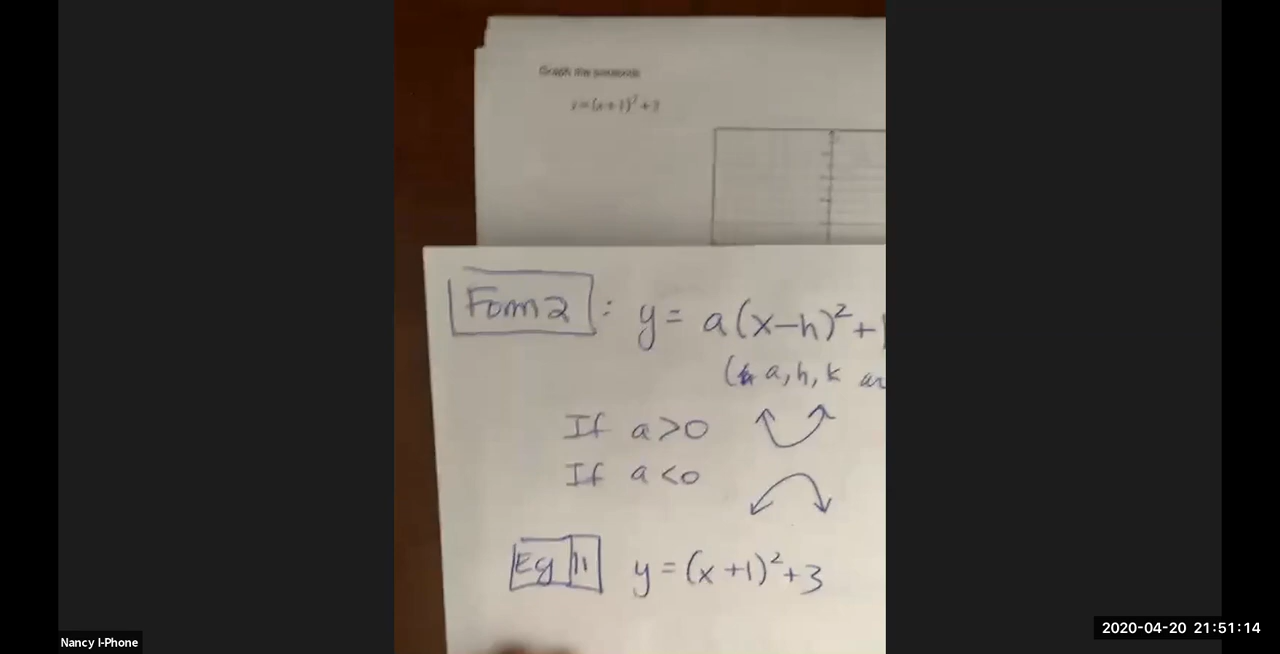 Graph the parabola
y=(x+1)²+3
Form 2 : y = a(x-h)²+
(a, h, k
If a>0
If a<0
Eg 11 y = (x+1)²+3
Nancy I-Phone
2020-04-20 21:51:14